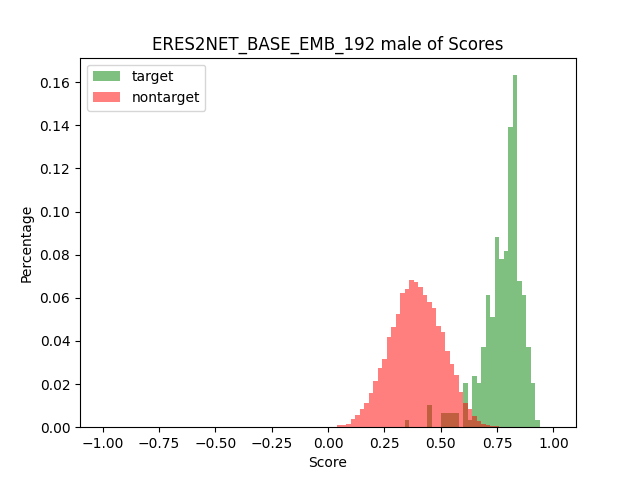 ERES2NET_BASE_EMB_192 male of Scores
target
nontarget
0.16
0.14
0.12
0.10
0.08
0.06
0.04
0.02
0.00
Percentage
−1.00 −0.75 −0.50 −0.25 0.00 0.25 0.50 0.75 1.00
Score